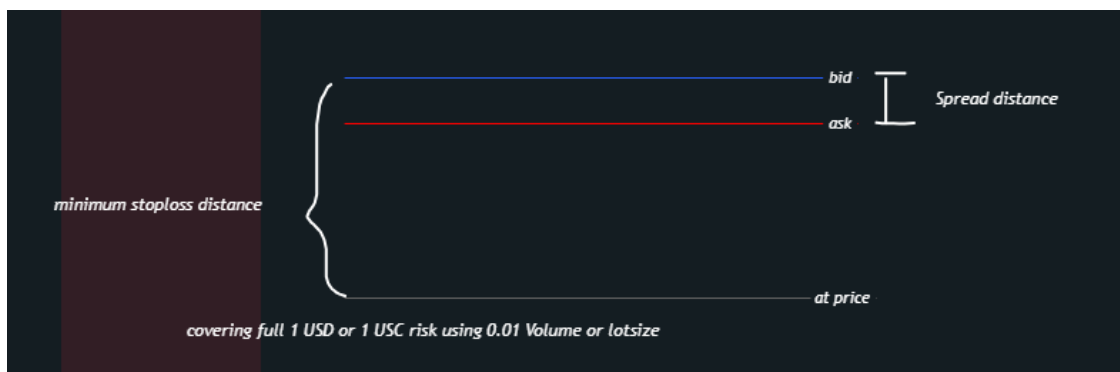 bid
Spread distance
ask
minimum stoploss distance
at price
covering full 1 USD or 1 USC risk using 0.01 Volume or lotsize